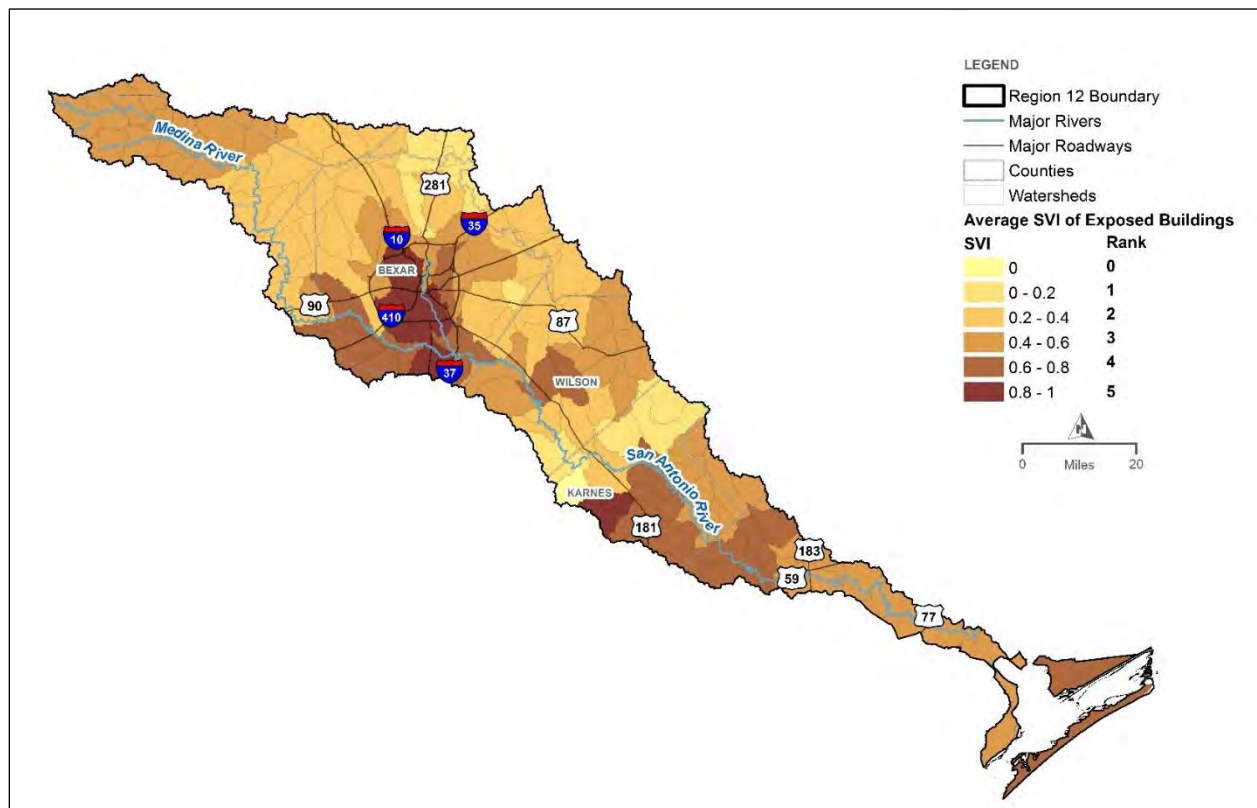 LEGEND
Region 12 Boundary
Major Rivers
Major Roadways
Counties
Watersheds
Average SVI of Exposed Buildings
SVI Rank
0 0
0 - 0.2 1
0.2 - 0.4 2
0.4 - 0.6 3
0.6 - 0.8 4
0.8 - 1 5
N
0 20
Miles
Medina River
281
35
10
BEXAR
90
410
87
37
WILSON
San Antonio River
KARNES
181
183
59
77